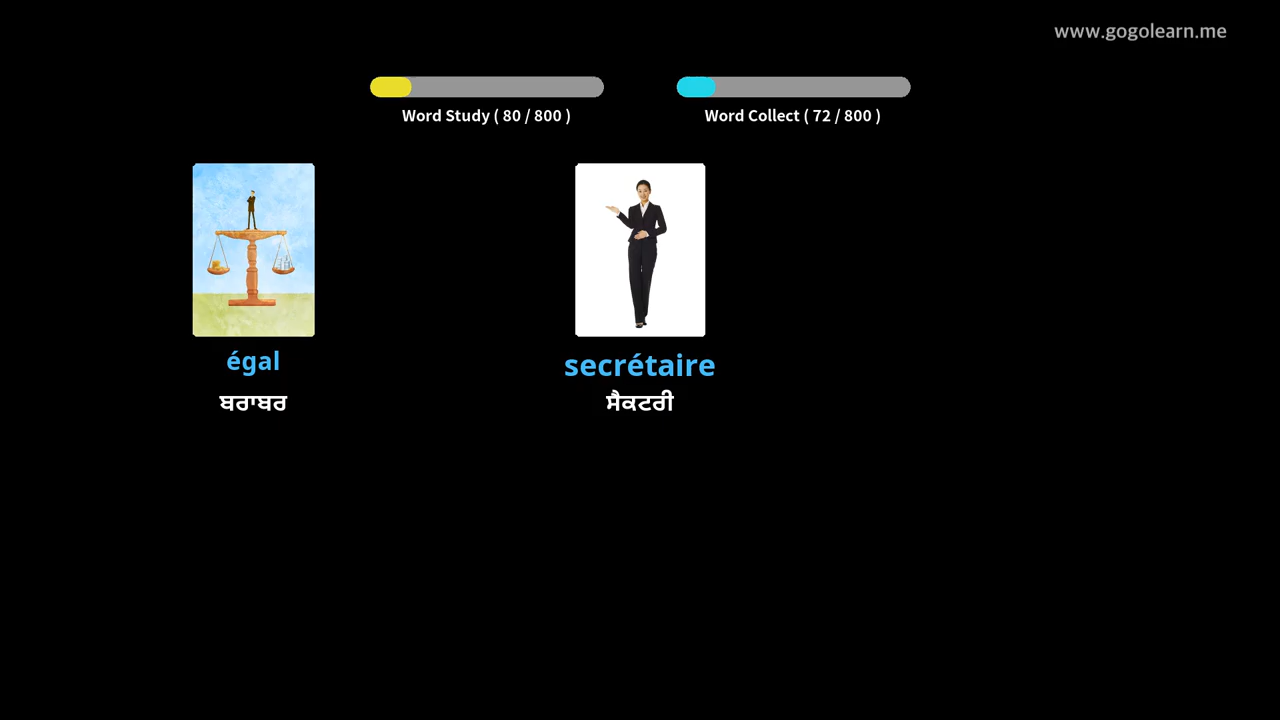 www.gogolearn.me
Word Study ( 80 / 800 )
Word Collect ( 72 / 800 )
égal
ਬਰਾਬਰ
secrétaire
ਸੈਕਟਰੀ